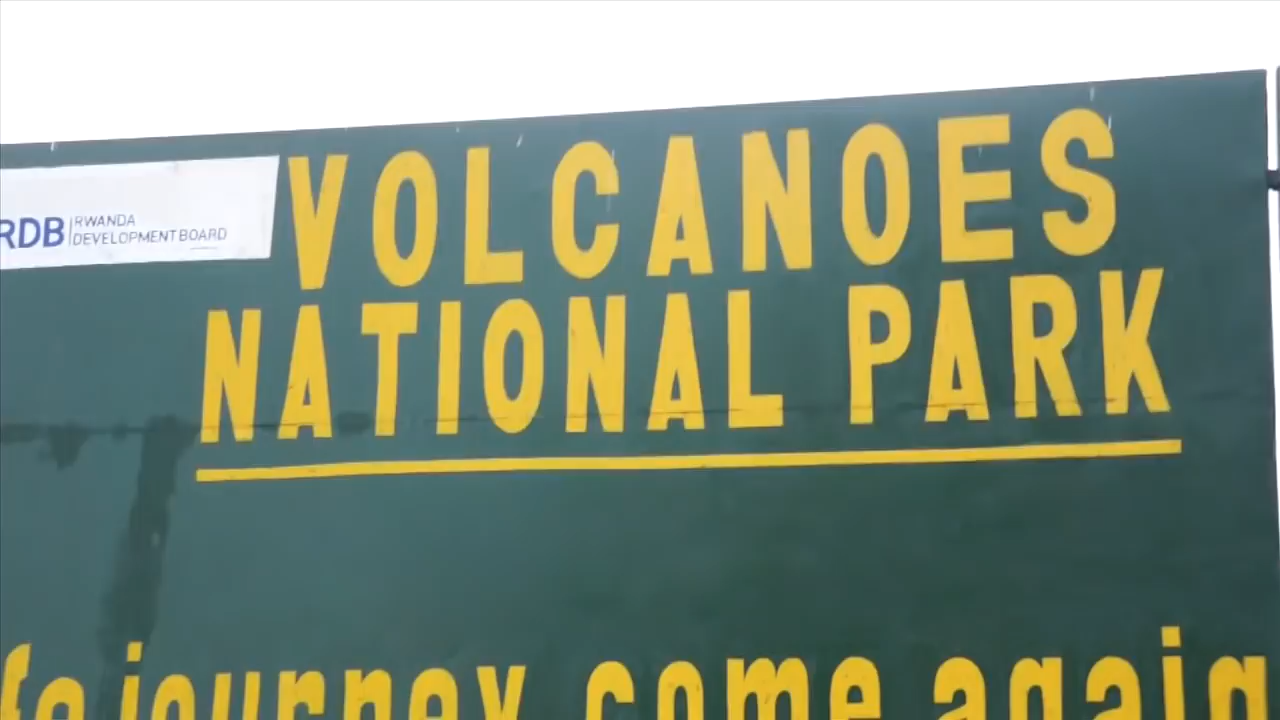 RDB
RWANDA
DEVELOPMENT BOARD
VOLCANOES
NATIONAL PARK
journey come again